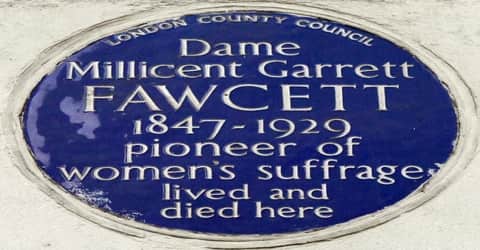 LONDON COUNTY COUNCIL
Dame
Millicent Garrett
FAWCETT
1847-1929
pioneer of
women's suffrage
lived and
died here